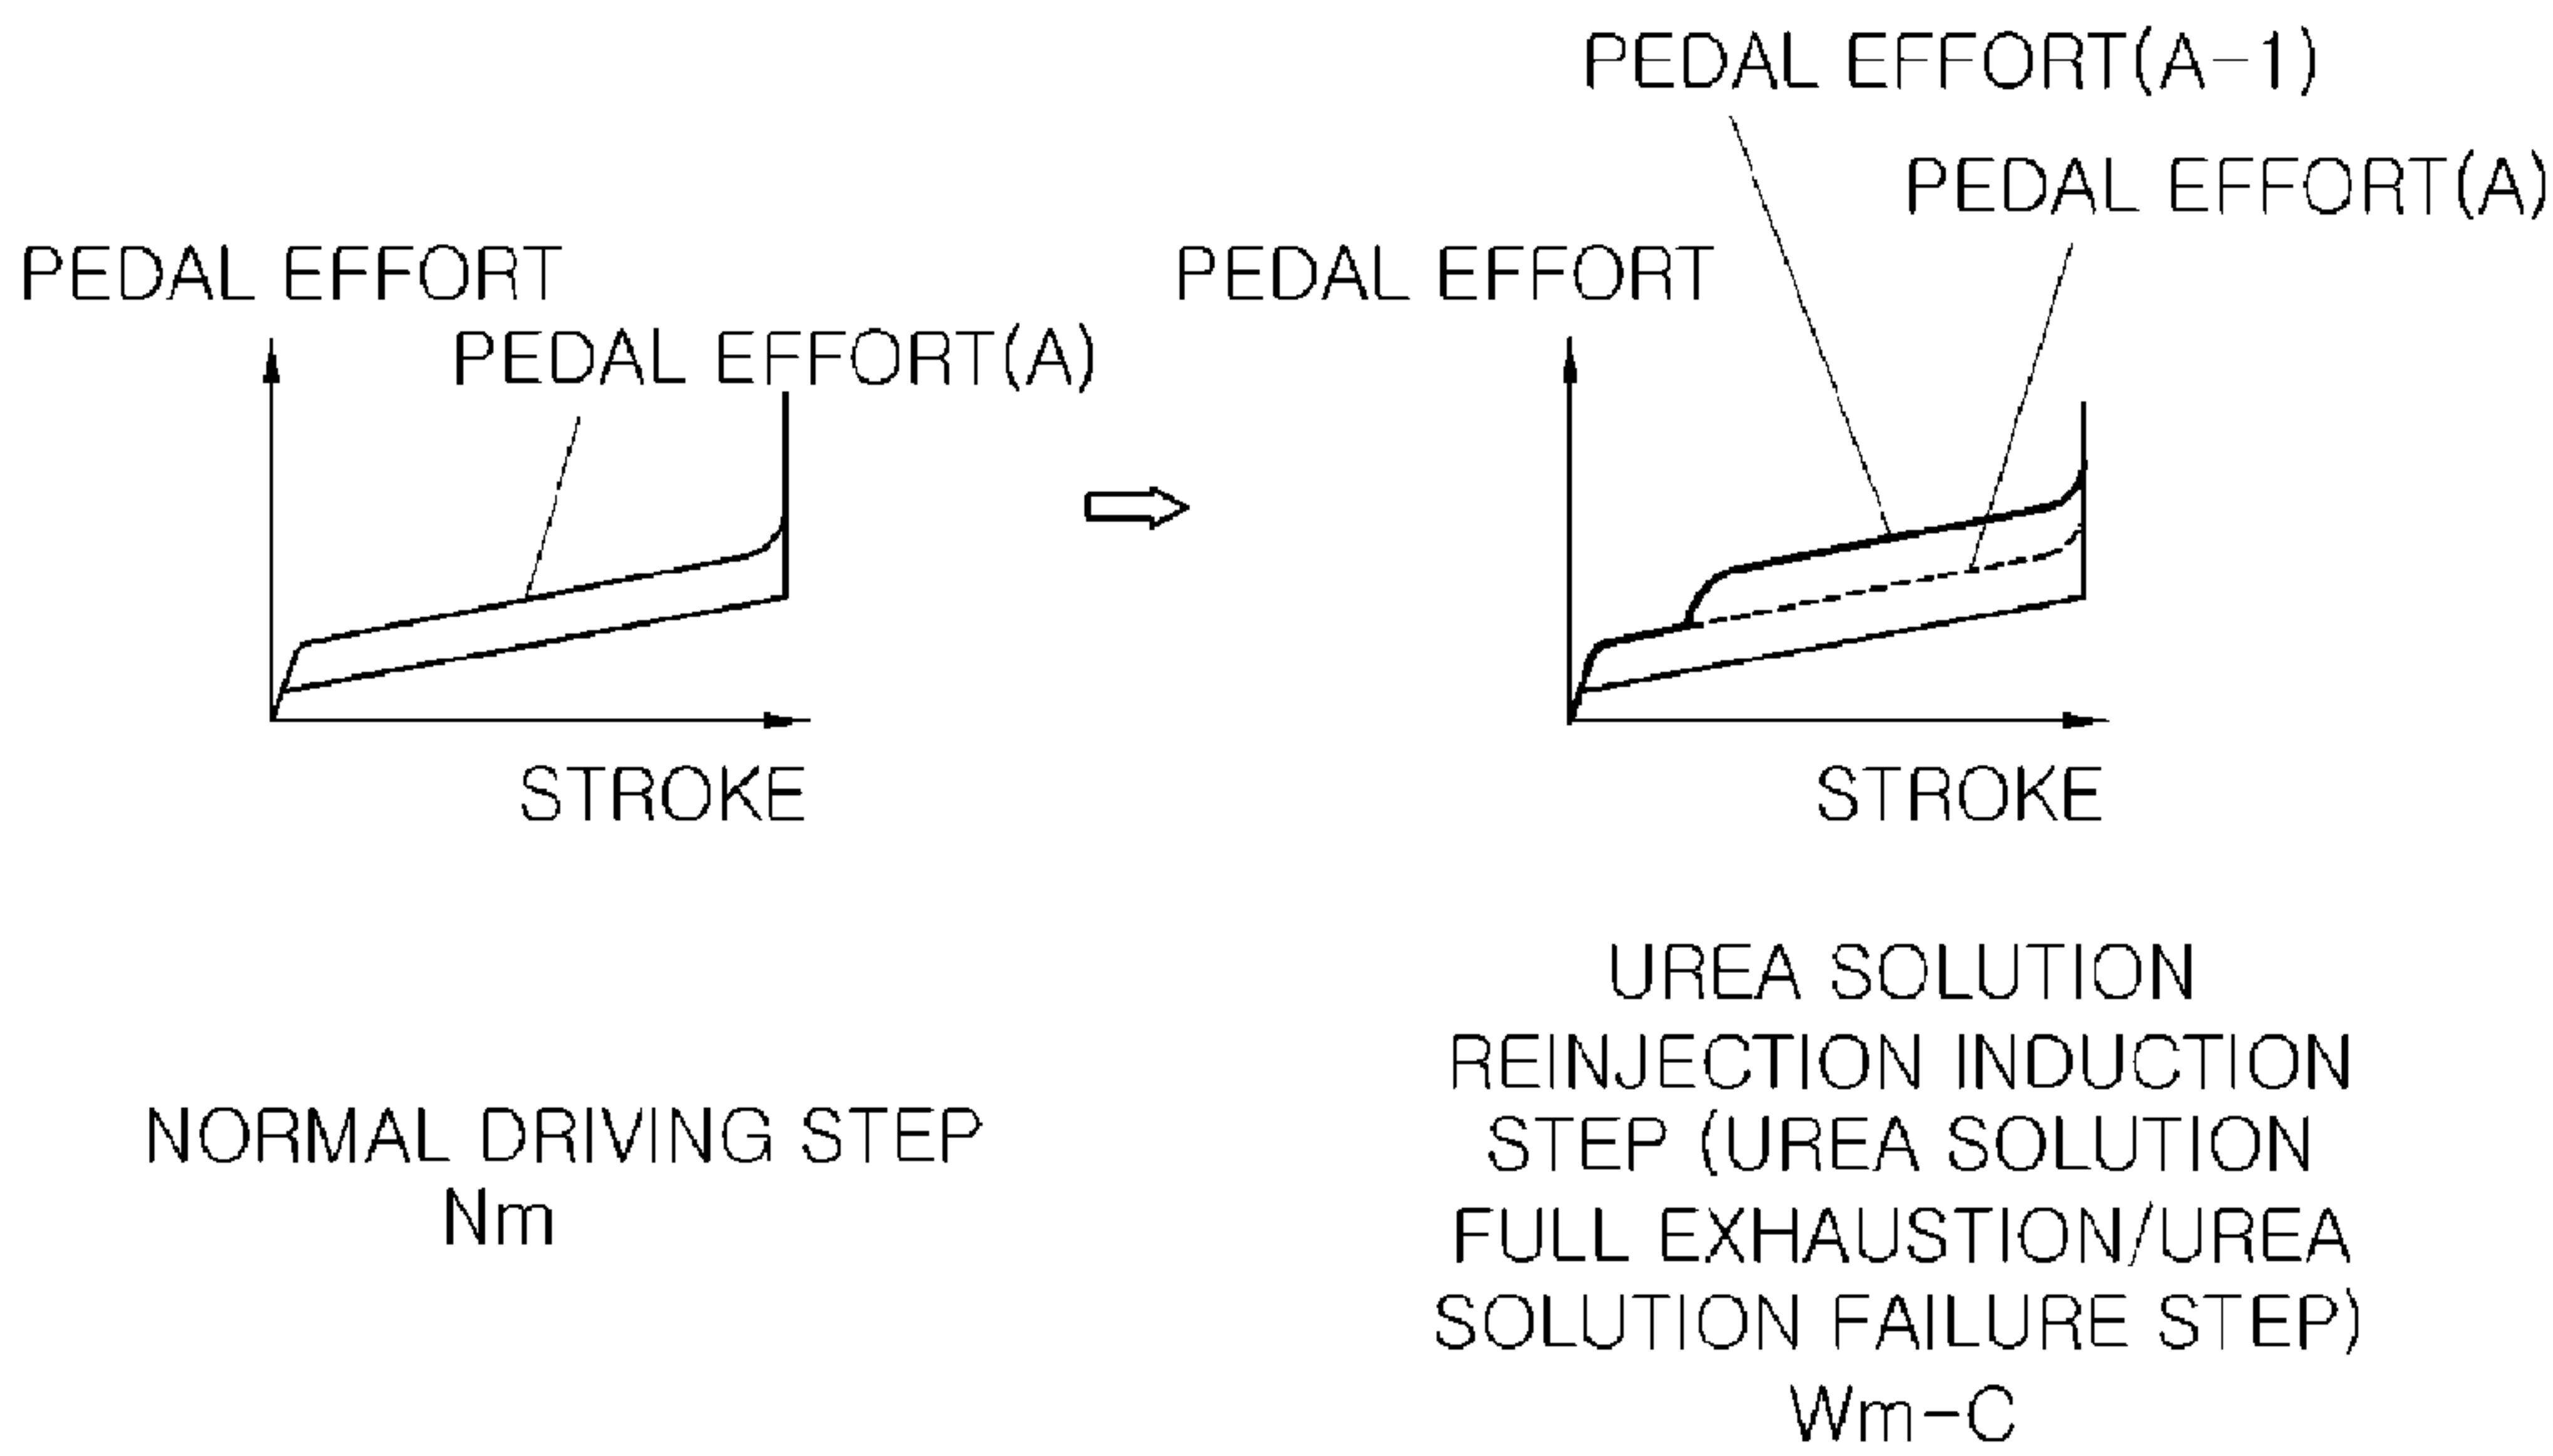 PEDAL EFFORT
PEDAL EFFORT(A)
STROKE
NORMAL DRIVING STEP
Nm
PEDAL EFFORT(A-1)
PEDAL EFFORT(A)
PEDAL EFFORT
STROKE
UREA SOLUTION
REINJECTION INDUCTION
STEP (UREA SOLUTION
FULL EXHAUSTION/UREA
SOLUTION FAILURE STEP)
Wm-C